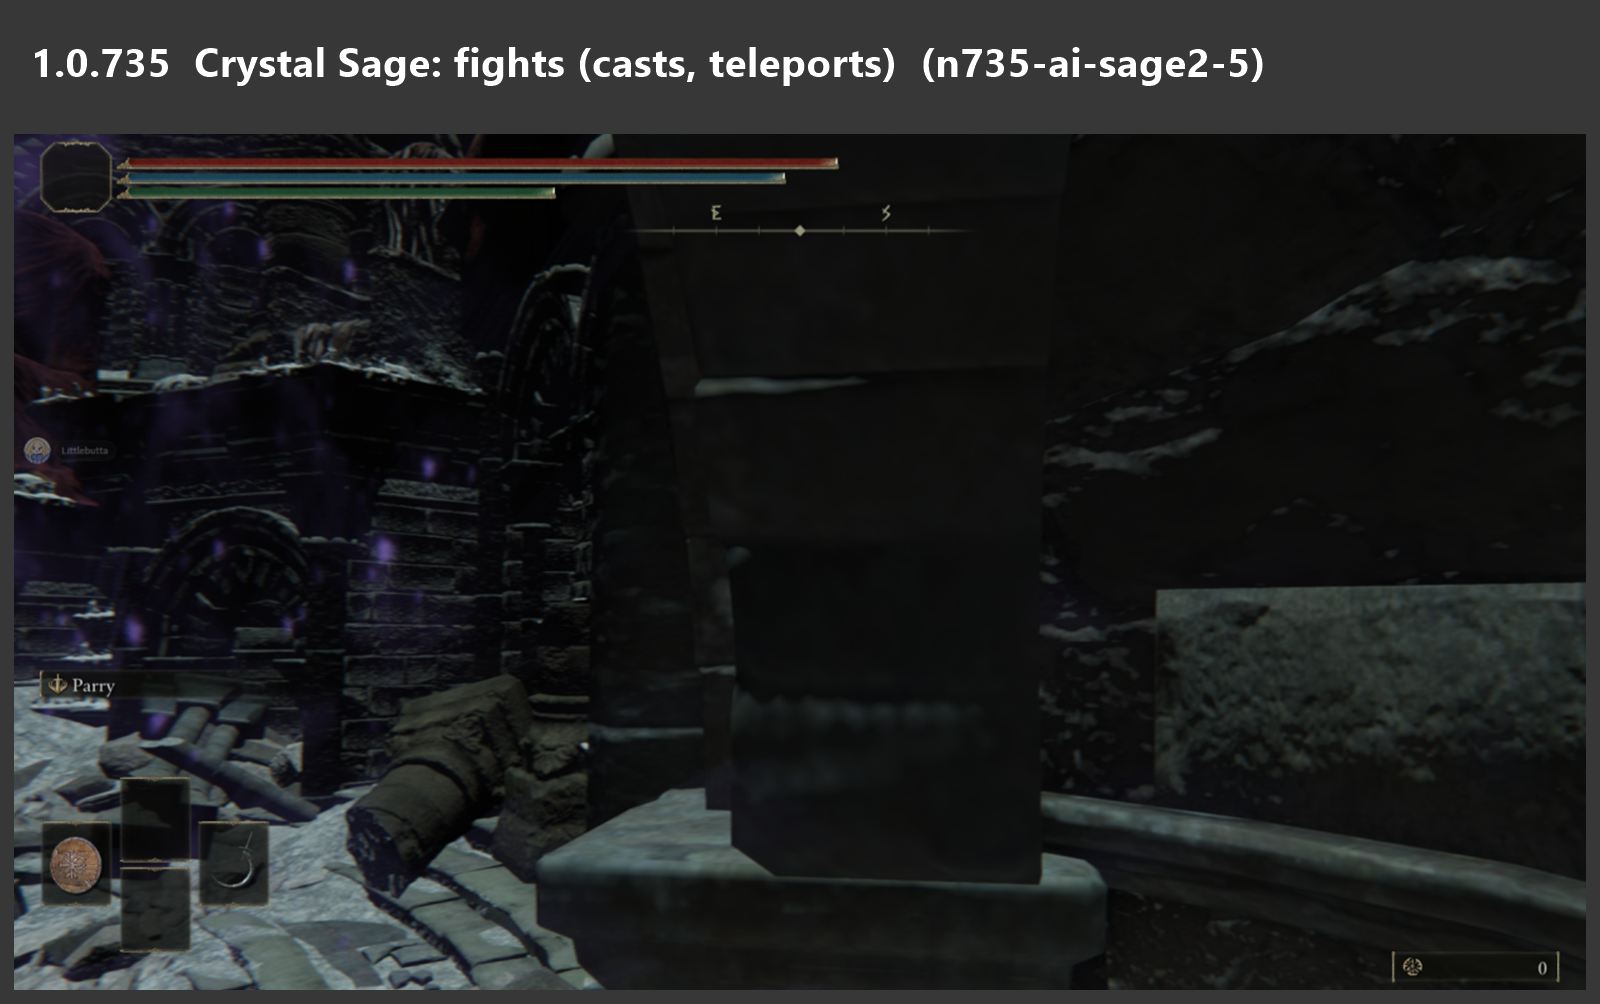 1.0.735 Crystal Sage: fights (casts, teleports) (n735-ai-sage2-5)
E S
Littlebutta
Parry
0